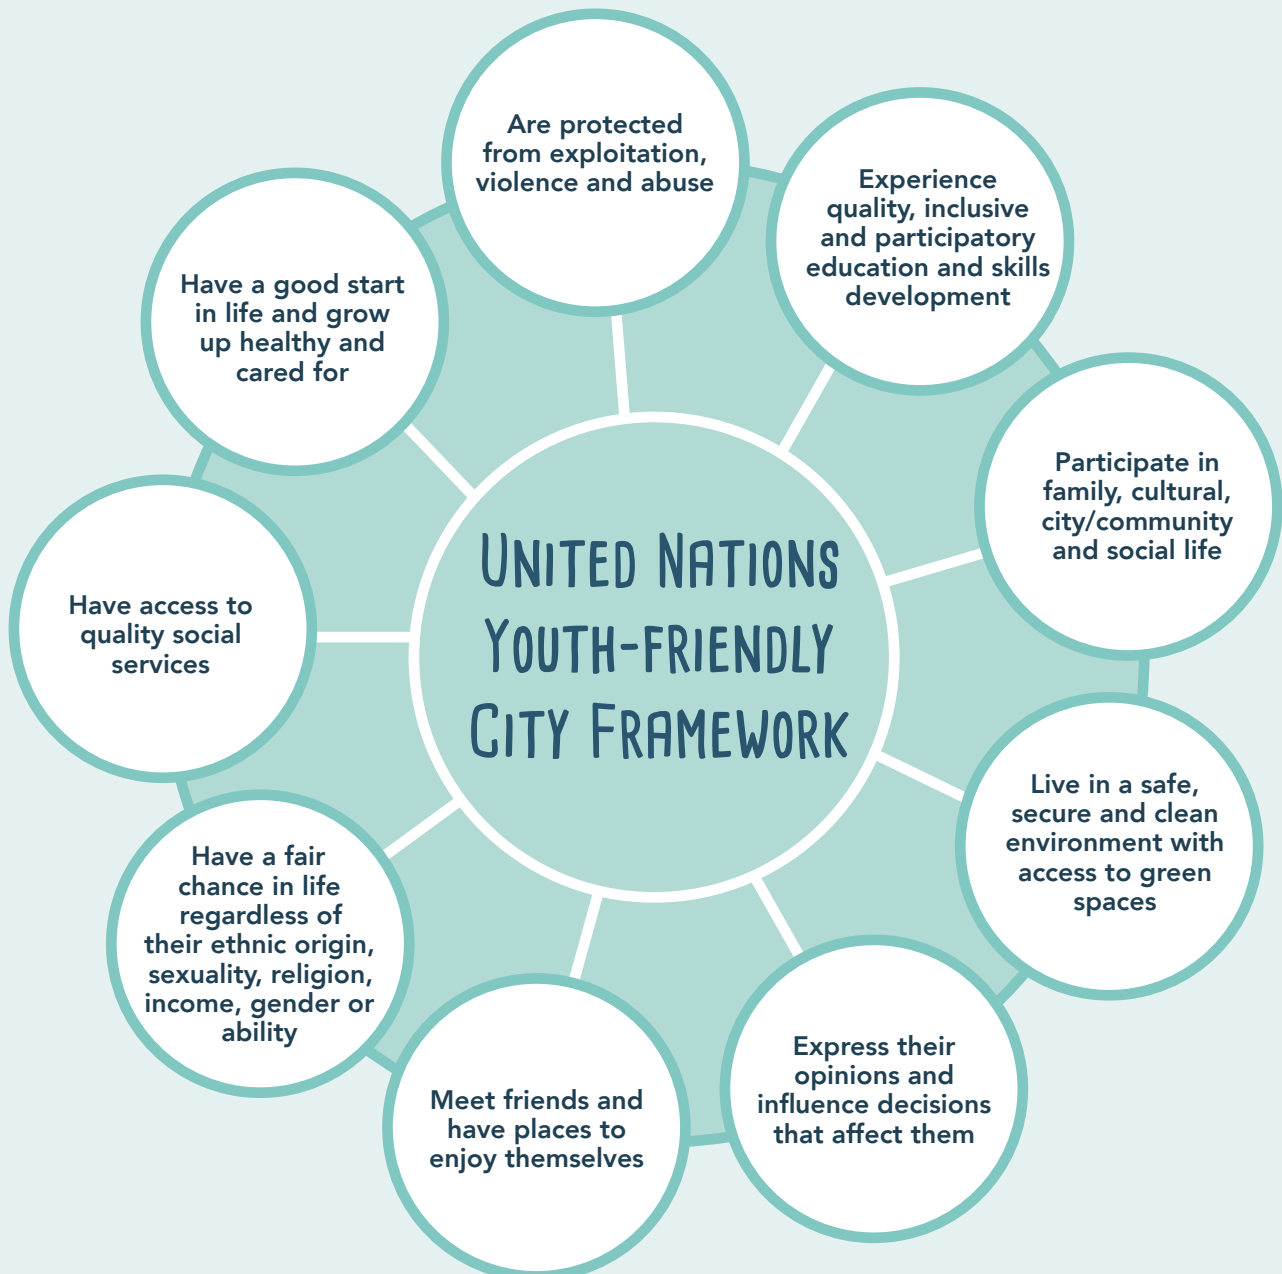 Are protected
from exploitation,
violence and abuse
Experience
quality, inclusive
and participatory
education and skills
development
Participate in
family, cultural,
city/community
and social life
Live in a safe,
secure and clean
environment with
access to green
spaces
Express their
opinions and
influence decisions
that affect them
Meet friends and
have places to
enjoy themselves
Have a fair
chance in life
regardless of
their ethnic origin,
sexuality, religion,
income, gender or
ability
Have access to
quality social
services
Have a good start
in life and grow
up healthy and
cared for
United Nations
Youth-friendly
City Framework